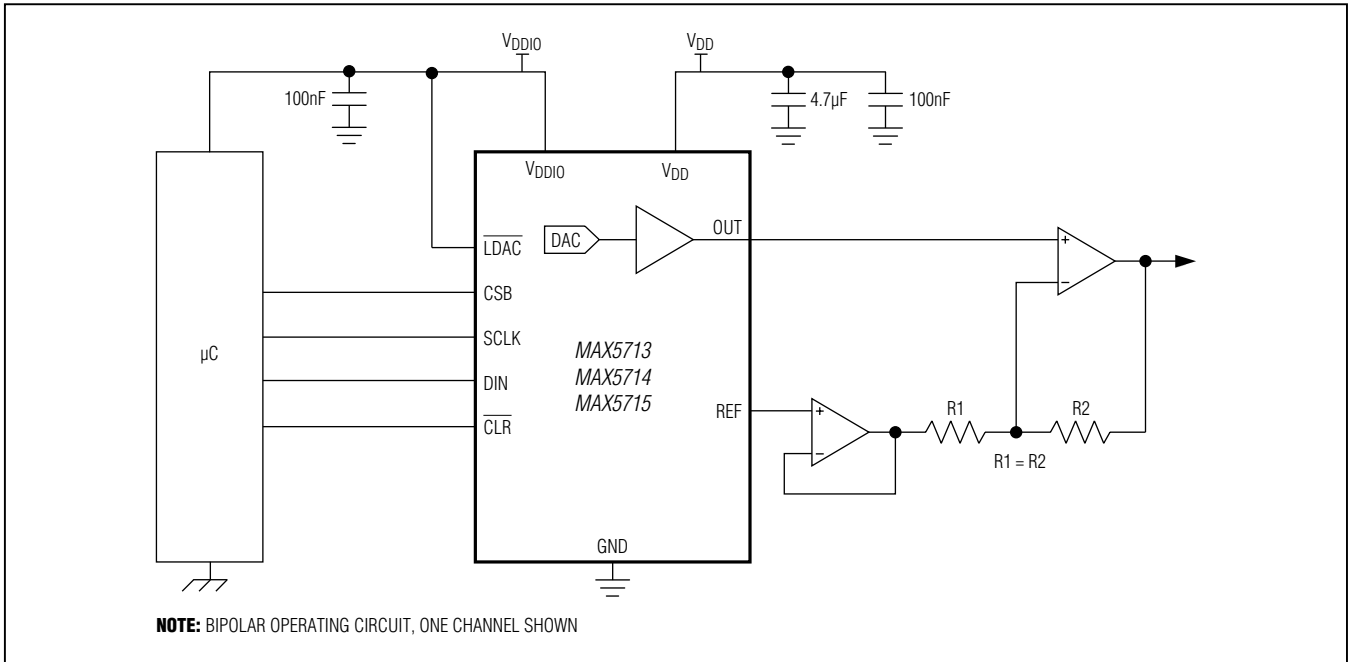 VDDIO
VDD
100nF
4.7µF
100nF
VDDIO
VDD
LDAC
DAC
OUT
CSB
SCLK
DIN
CLR
µC
MAX5713
MAX5714
MAX5715
REF
R1
R2
R1 = R2
GND
+
-
+
-
NOTE: BIPOLAR OPERATING CIRCUIT, ONE CHANNEL SHOWN